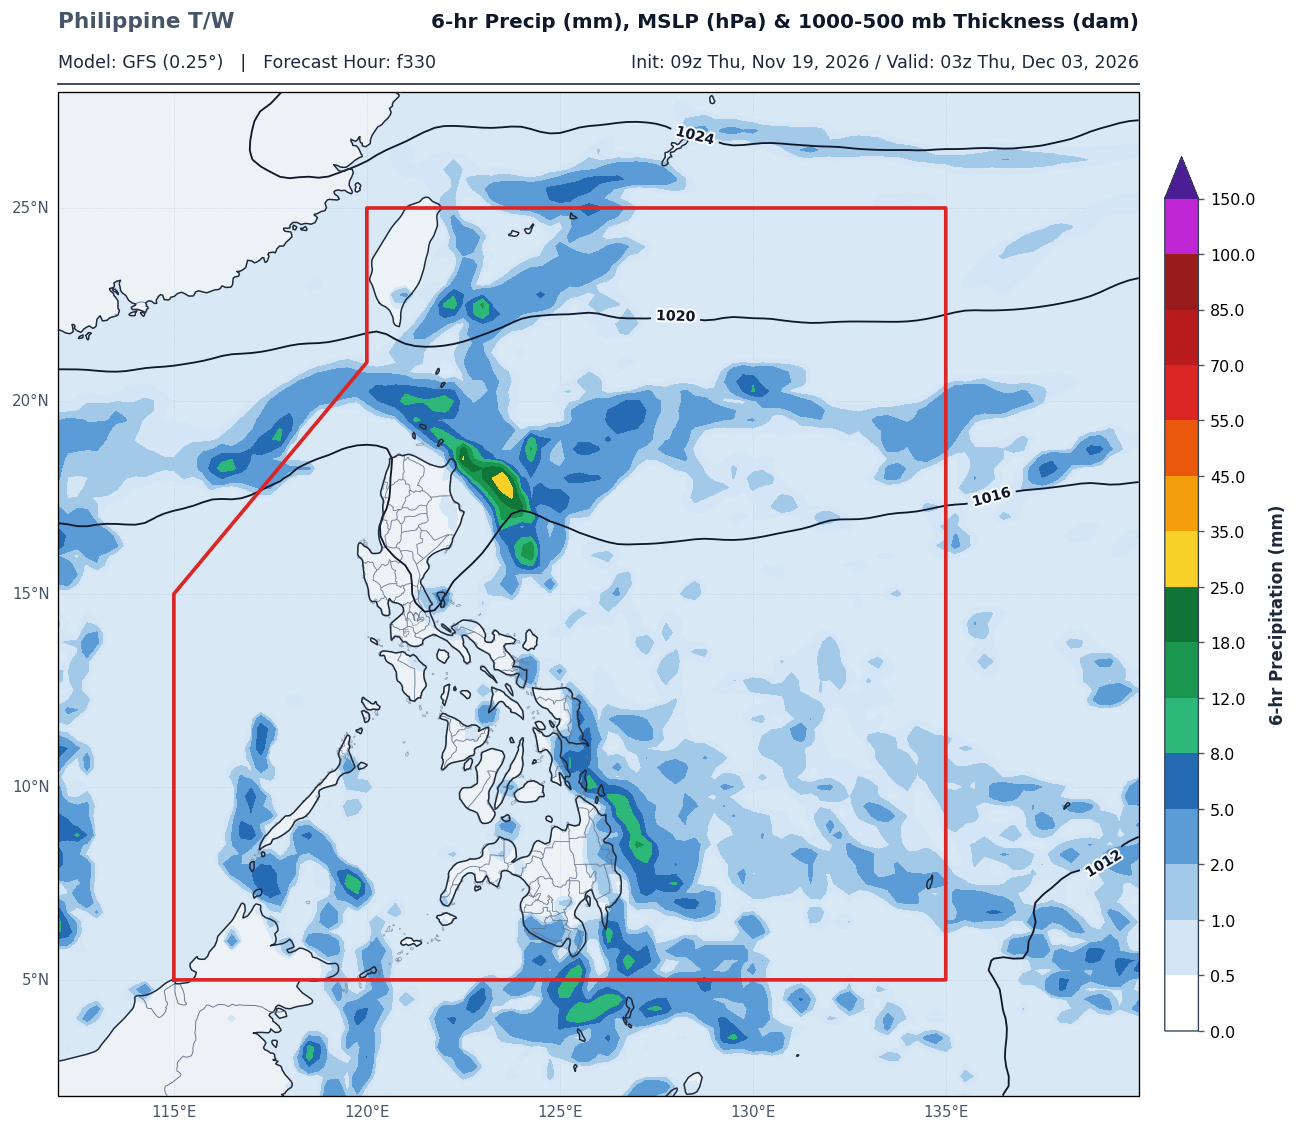 Philippine T/W
6-hr Precip (mm), MSLP (hPa) & 1000-500 mb Thickness (dam)
Model: GFS (0.25°) | Forecast Hour: f330
Init: 09z Thu, Nov 19, 2026 / Valid: 03z Thu, Dec 03, 2026
1024
1020
1016
1012
25°N
20°N
15°N
10°N
5°N
115°E
120°E
125°E
130°E
135°E
150.0
100.0
85.0
70.0
55.0
45.0
35.0
25.0
18.0
12.0
8.0
5.0
2.0
1.0
0.5
0.0
6-hr Precipitation (mm)